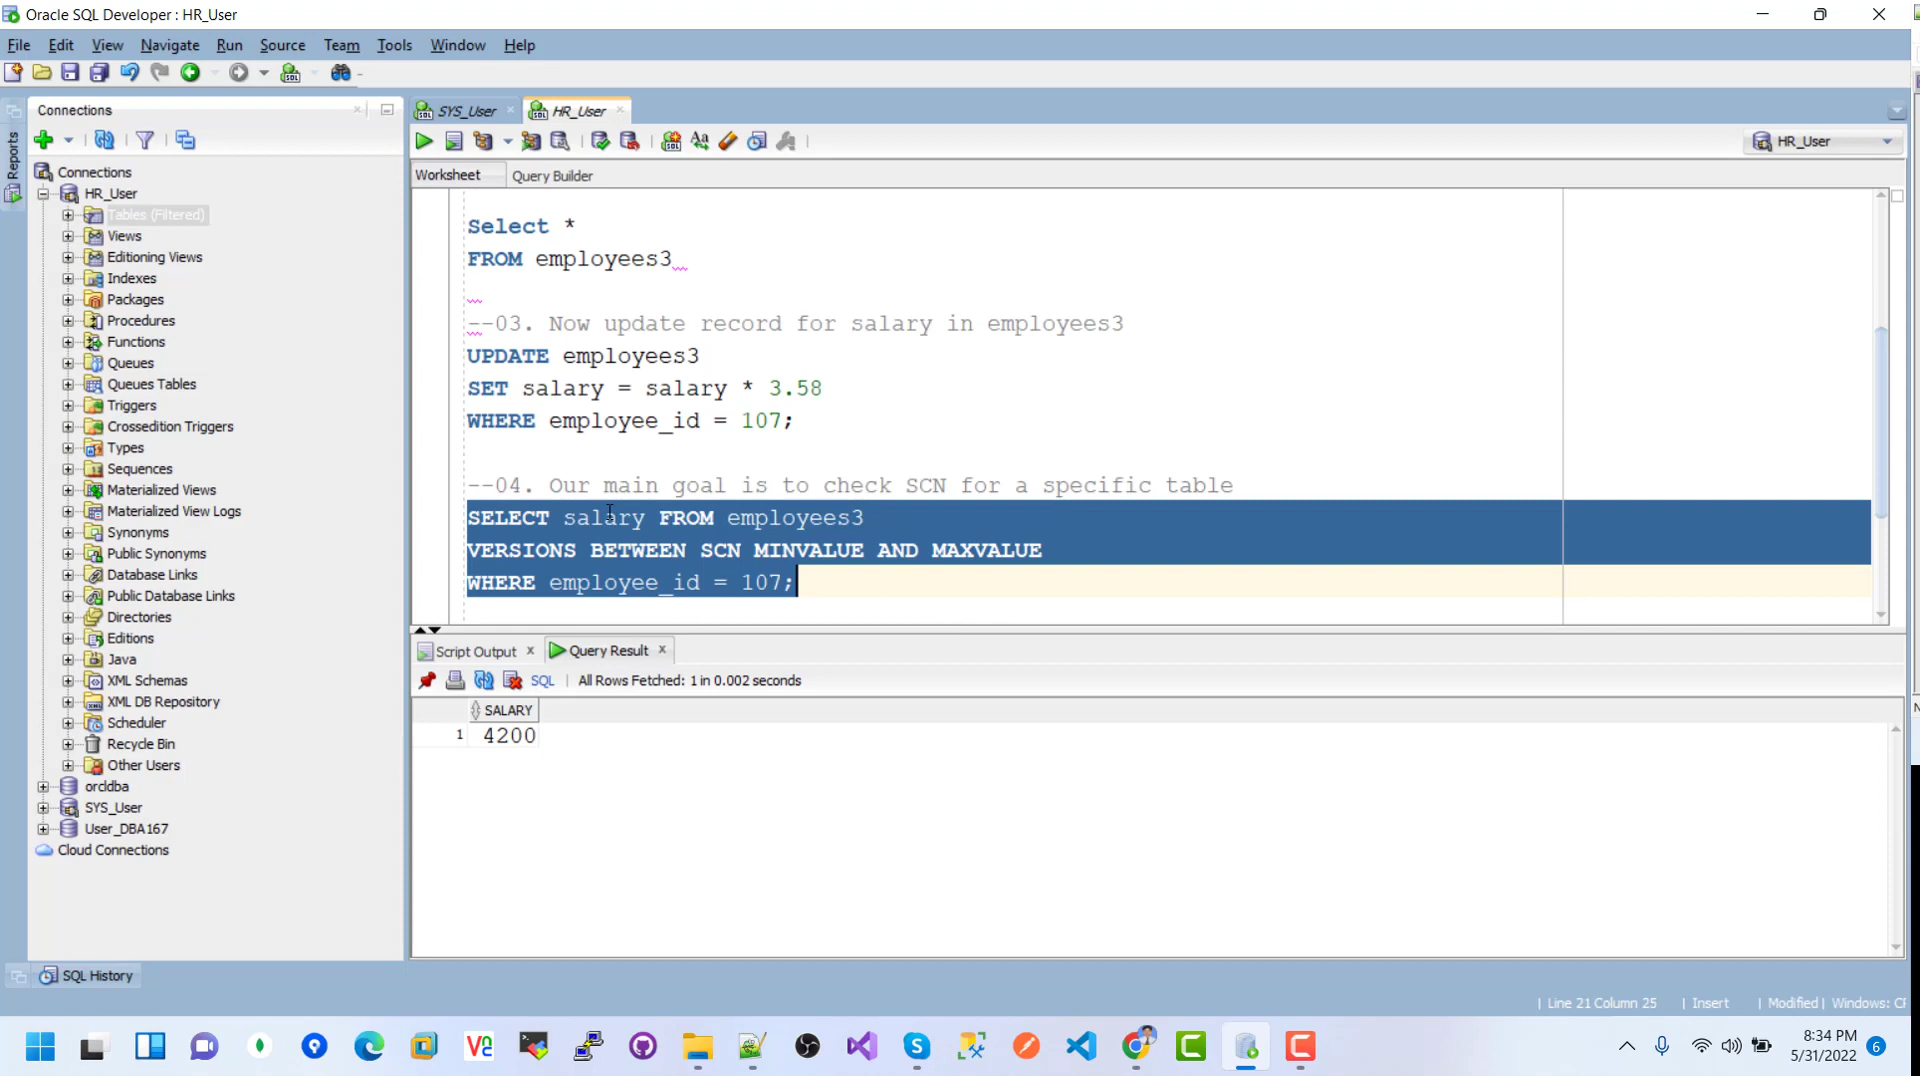 Oracle SQL Developer : HR_User
File Edit View Navigate Run Source Team Tools Window Help
Connections
SYS_User
HR_User
HR_User
Reports
Worksheet
Query Builder
Connections
HR_User
Tables (Filtered)
Views
Editioning Views
Indexes
Packages
Procedures
Functions
Queues
Queues Tables
Triggers
Crossedition Triggers
Types
Sequences
Materialized Views
Materialized View Logs
Synonyms
Public Synonyms
Database Links
Public Database Links
Directories
Editions
Java
XML Schemas
XML DB Repository
Scheduler
Recycle Bin
Other Users
orcldba
SYS_User
User_DBA167
Cloud Connections
Select *
FROM employees3
--03. Now update record for salary in employees3
UPDATE employees3
SET salary = salary * 3.58
WHERE employee_id = 107;
--04. Our main goal is to check SCN for a specific table
SELECT salary FROM employees3
VERSIONS BETWEEN SCN MINVALUE AND MAXVALUE
WHERE employee_id = 107;
Script Output
Query Result
SQL
All Rows Fetched: 1 in 0.002 seconds
SALARY
1 4200
SQL History
Line 21 Column 25
Insert
Modified
Windows:
8:34 PM
5/31/2022
6